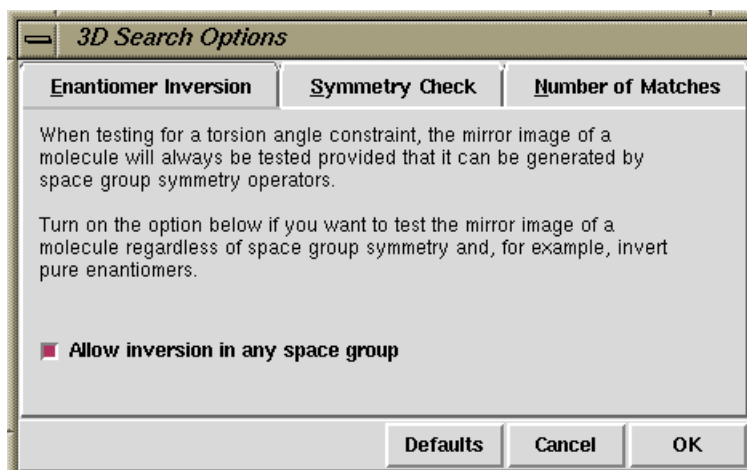 3D Search Options
Enantiomer Inversion
Symmetry Check
Number of Matches
When testing for a torsion angle constraint, the mirror image of a
molecule will always be tested provided that it can be generated by
space group symmetry operators.
Turn on the option below if you want to test the mirror image of a
molecule regardless of space group symmetry and, for example, invert
pure enantiomers.
Allow inversion in any space group
Defaults
Cancel
OK